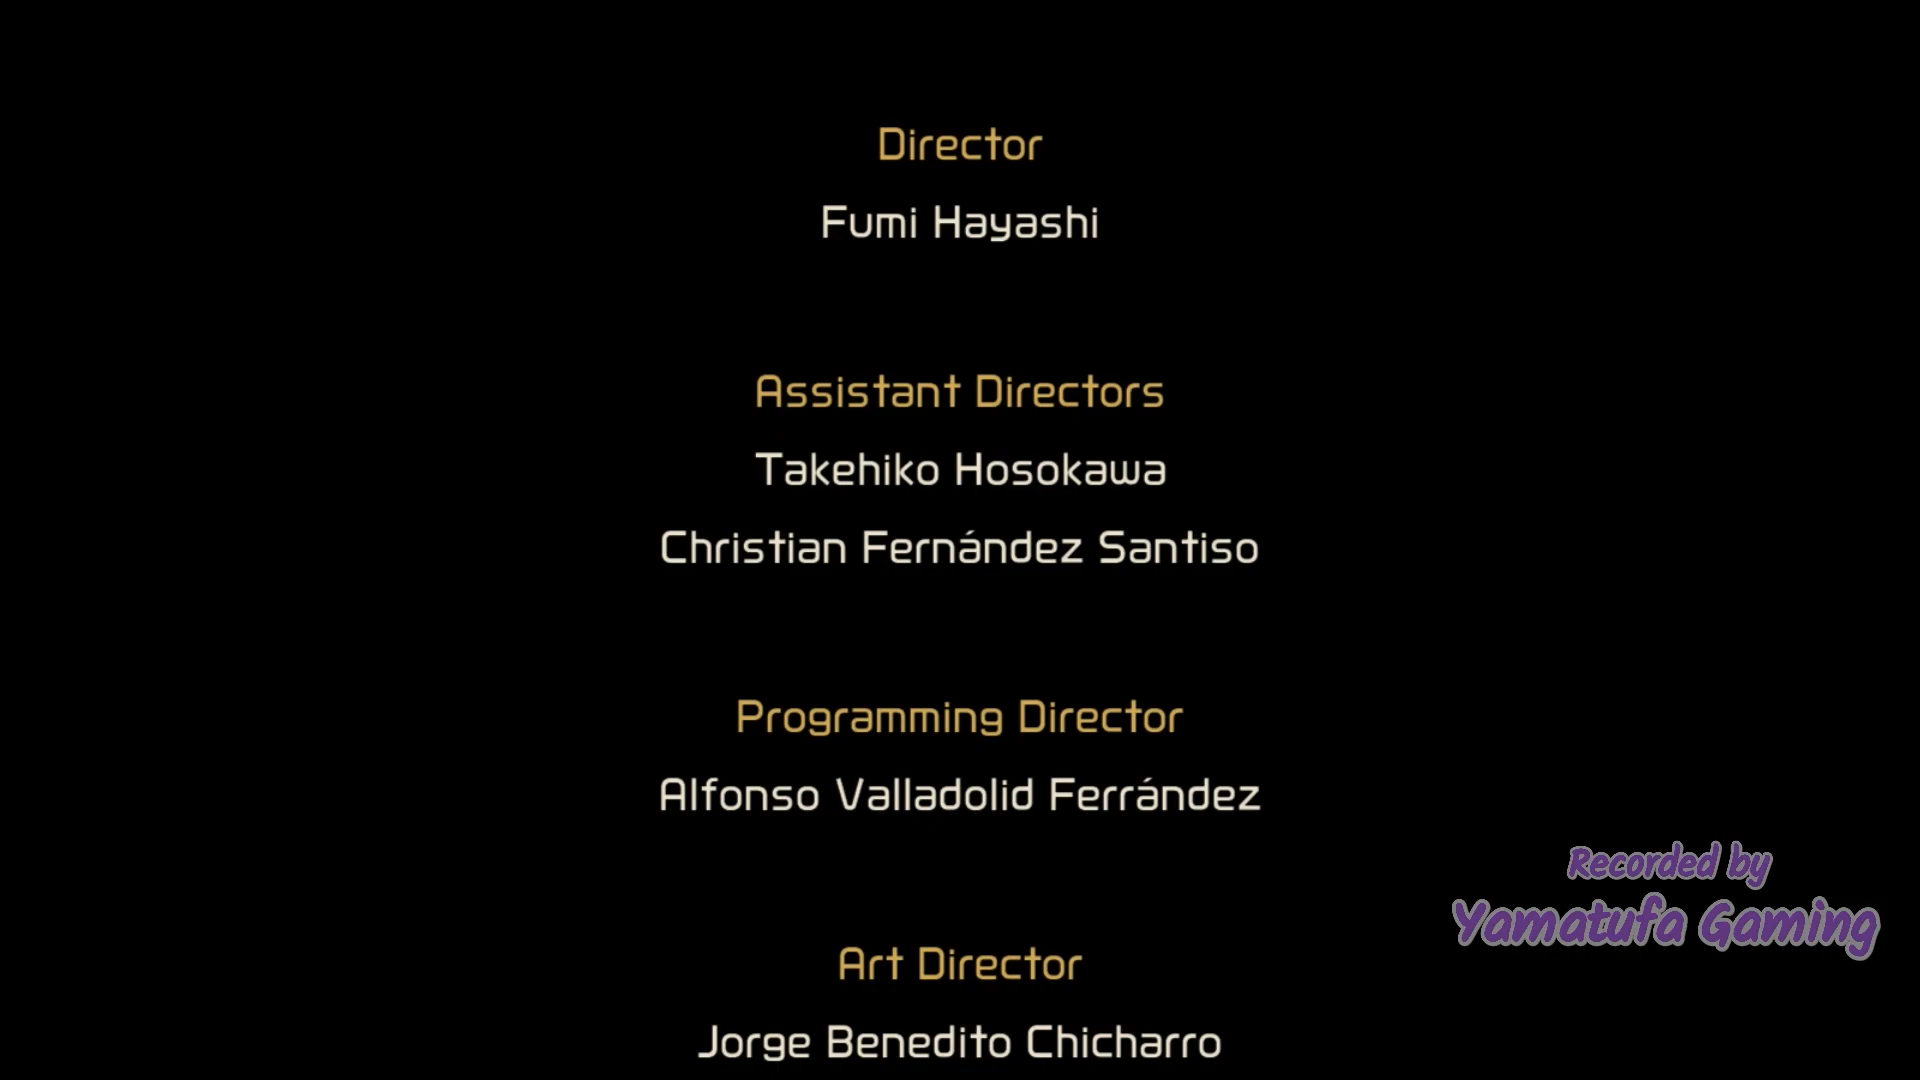 Director
Fumi Hayashi
Assistant Directors
Takehiko Hosokawa
Christian Fernández Santiso
Programming Director
Alfonso Valladolid Ferrández
Art Director
Jorge Benedito Chicharro
Recorded by
Yamatufa Gaming